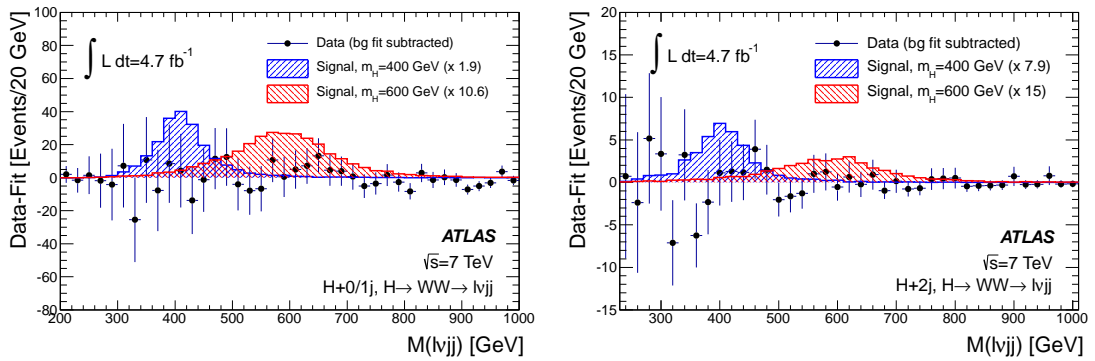 Data-Fit [Events/20 GeV]
100
80
60
40
20
0
-20
-40
-60
-80
∫ L dt=4.7 fb⁻¹
Data (bg fit subtracted)
Signal, m_H=400 GeV (x 1.9)
Signal, m_H=600 GeV (x 10.6)
ATLAS
√s=7 TeV
H+0/1j, H→ WW→ lνjj
200 300 400 500 600 700 800 900 1000
M(lνjj) [GeV]
Data-Fit [Events/20 GeV]
15
10
5
0
-5
-10
-15
∫ L dt=4.7 fb⁻¹
Data (bg fit subtracted)
Signal, m_H=400 GeV (x 7.9)
Signal, m_H=600 GeV (x 15)
ATLAS
√s=7 TeV
H+2j, H→ WW→ lνjj
300 400 500 600 700 800 900 1000
M(lνjj) [GeV]